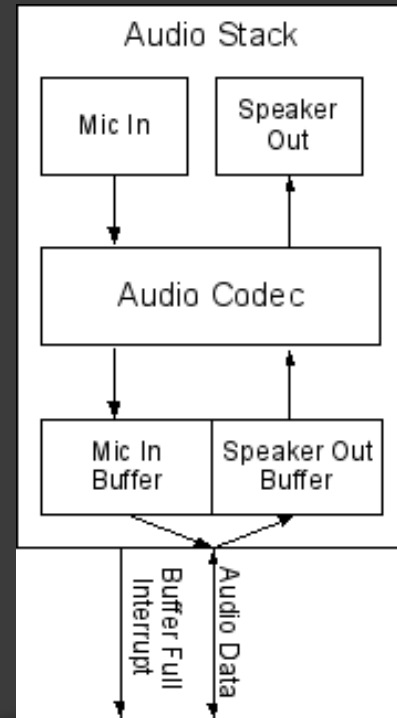 Audio Stack
Mic In
Speaker
Out
Audio Codec
Mic In
Buffer
Speaker Out
Buffer
Buffer Full
Interrupt
Audio Data